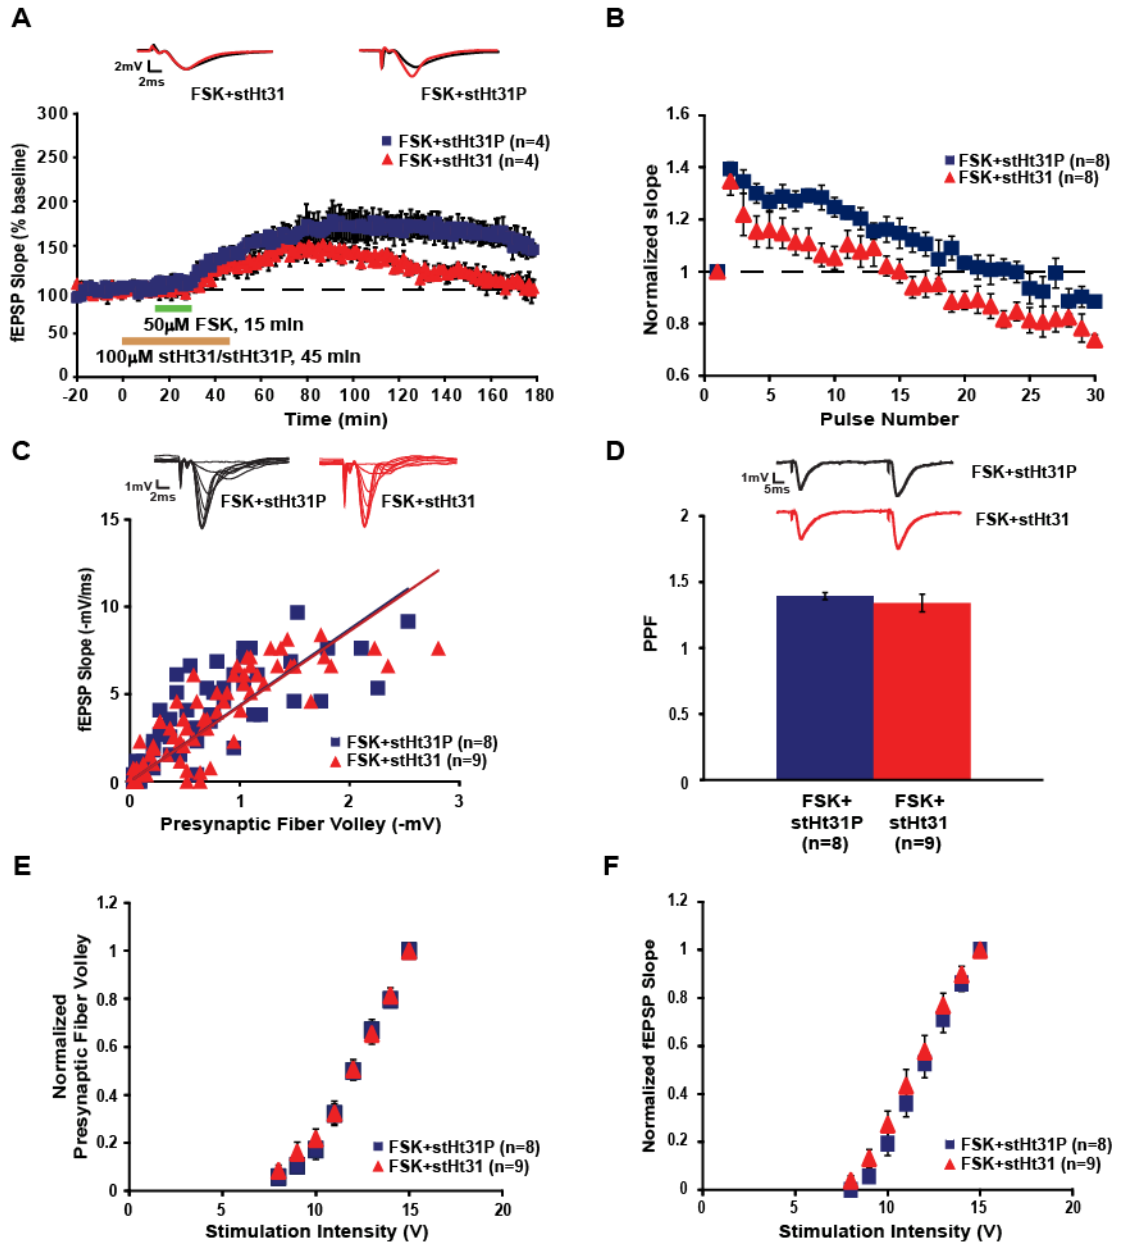 A
2mV
2ms
FSK+stHt31
FSK+stHt31P
300
250
200
150
100
50
0
fEPSP Slope (% baseline)
FSK+stHt31P (n=4)
FSK+stHt31 (n=4)
50µM FSK, 15 min
100µM stHt31/stHt31P, 45 min
-20 0 20 40 60 80 100 120 140 160 180
Time (min)
B
1.6
1.4
1.2
1
0.8
0.6
Normalized slope
FSK+stHt31P (n=8)
FSK+stHt31 (n=8)
0 5 10 15 20 25 30
Pulse Number
C
1mV
2ms
FSK+stHt31P
FSK+stHt31
15
10
5
0
fEPSP Slope (-mV/ms)
FSK+stHt31P (n=8)
FSK+stHt31 (n=9)
0 1 2 3
Presynaptic Fiber Volley (-mV)
D
1mV
5ms
FSK+stHt31P
FSK+stHt31
2
1.5
1
0.5
0
PPF
FSK+
stHt31P
(n=8)
FSK+
stHt31
(n=9)
E
1.2
1
0.8
0.6
0.4
0.2
0
Normalized
Presynaptic Fiber Volley
FSK+stHt31P (n=8)
FSK+stHt31 (n=9)
0 5 10 15 20
Stimulation Intensity (V)
F
1.2
1
0.8
0.6
0.4
0.2
0
Normalized fEPSP Slope
FSK+stHt31P (n=8)
FSK+stHt31 (n=9)
0 5 10 15 20
Stimulation Intensity (V)